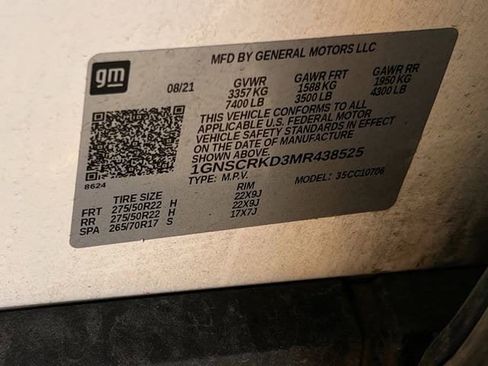 gm
MFD BY GENERAL MOTORS LLC
08/21 GVWR GAWR FRT GAWR RR
3357 KG 1588 KG 1950 KG
7400 LB 3500 LB 4300 LB
THIS VEHICLE CONFORMS TO ALL
APPLICABLE U.S. FEDERAL MOTOR
VEHICLE SAFETY STANDARDS IN EFFECT
ON THE DATE OF MANUFACTURE
SHOWN ABOVE
8624
1GNSCRKD3MR438525
TYPE: M.P.V. MODEL: 35CC10706
TIRE SIZE RIM
FRT 275/50R22 H 22X9J
RR 275/50R22 H 22X9J
SPA 265/70R17 S 17X7J